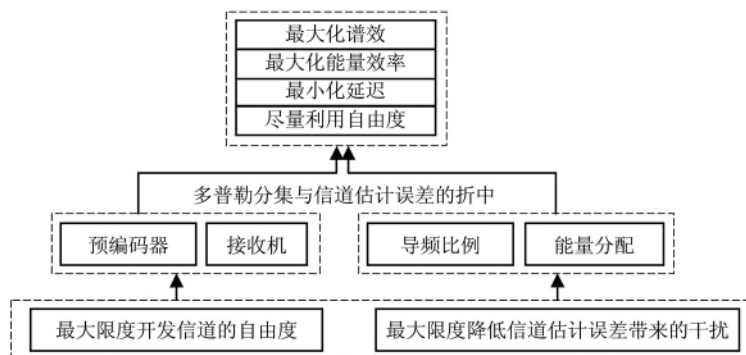 最大化谱效
最大化能量效率
最小化延迟
尽量利用自由度
多普勒分集与信道估计误差的折中
预编码器 接收机 导频比例 能量分配
最大限度开发信道的自由度 最大限度降低信道估计误差带来的干扰